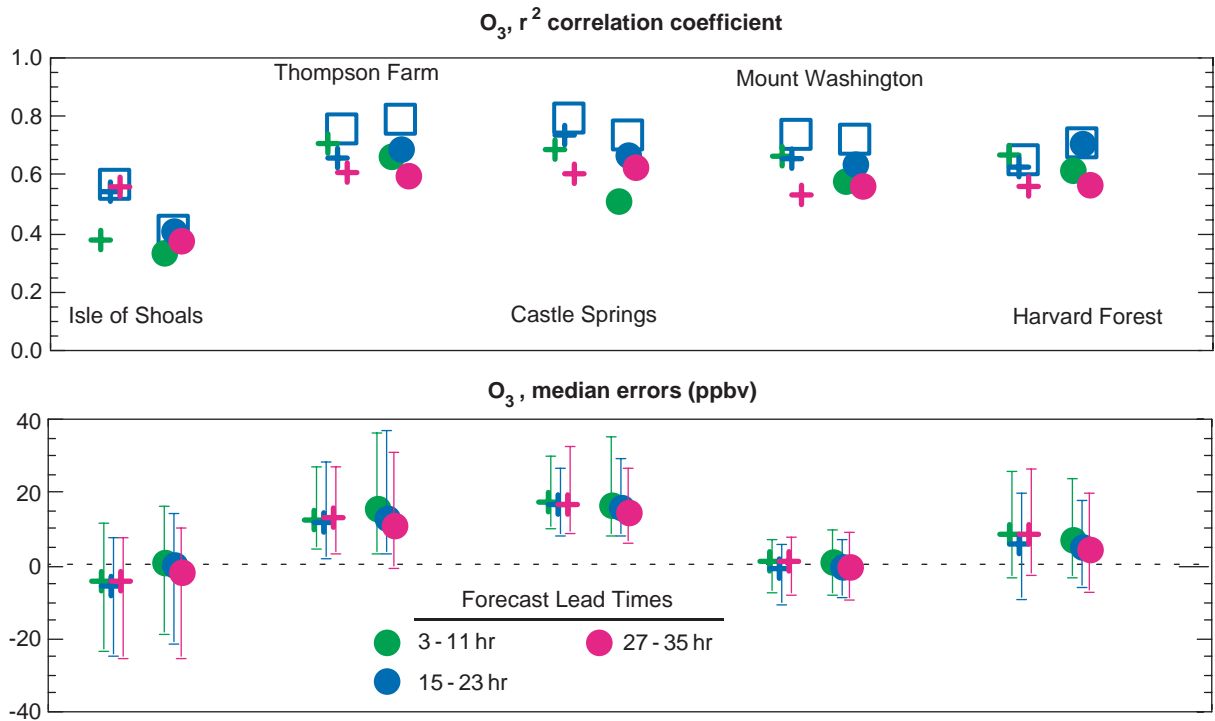 O3, r 2 correlation coefficient
1.0
0.8
0.6
0.4
0.2
0.0
Thompson Farm
Mount Washington
Isle of Shoals
Castle Springs
Harvard Forest
O3 , median errors (ppbv)
40
20
0
-20
-40
Forecast Lead Times
3 - 11 hr
27 - 35 hr
15 - 23 hr